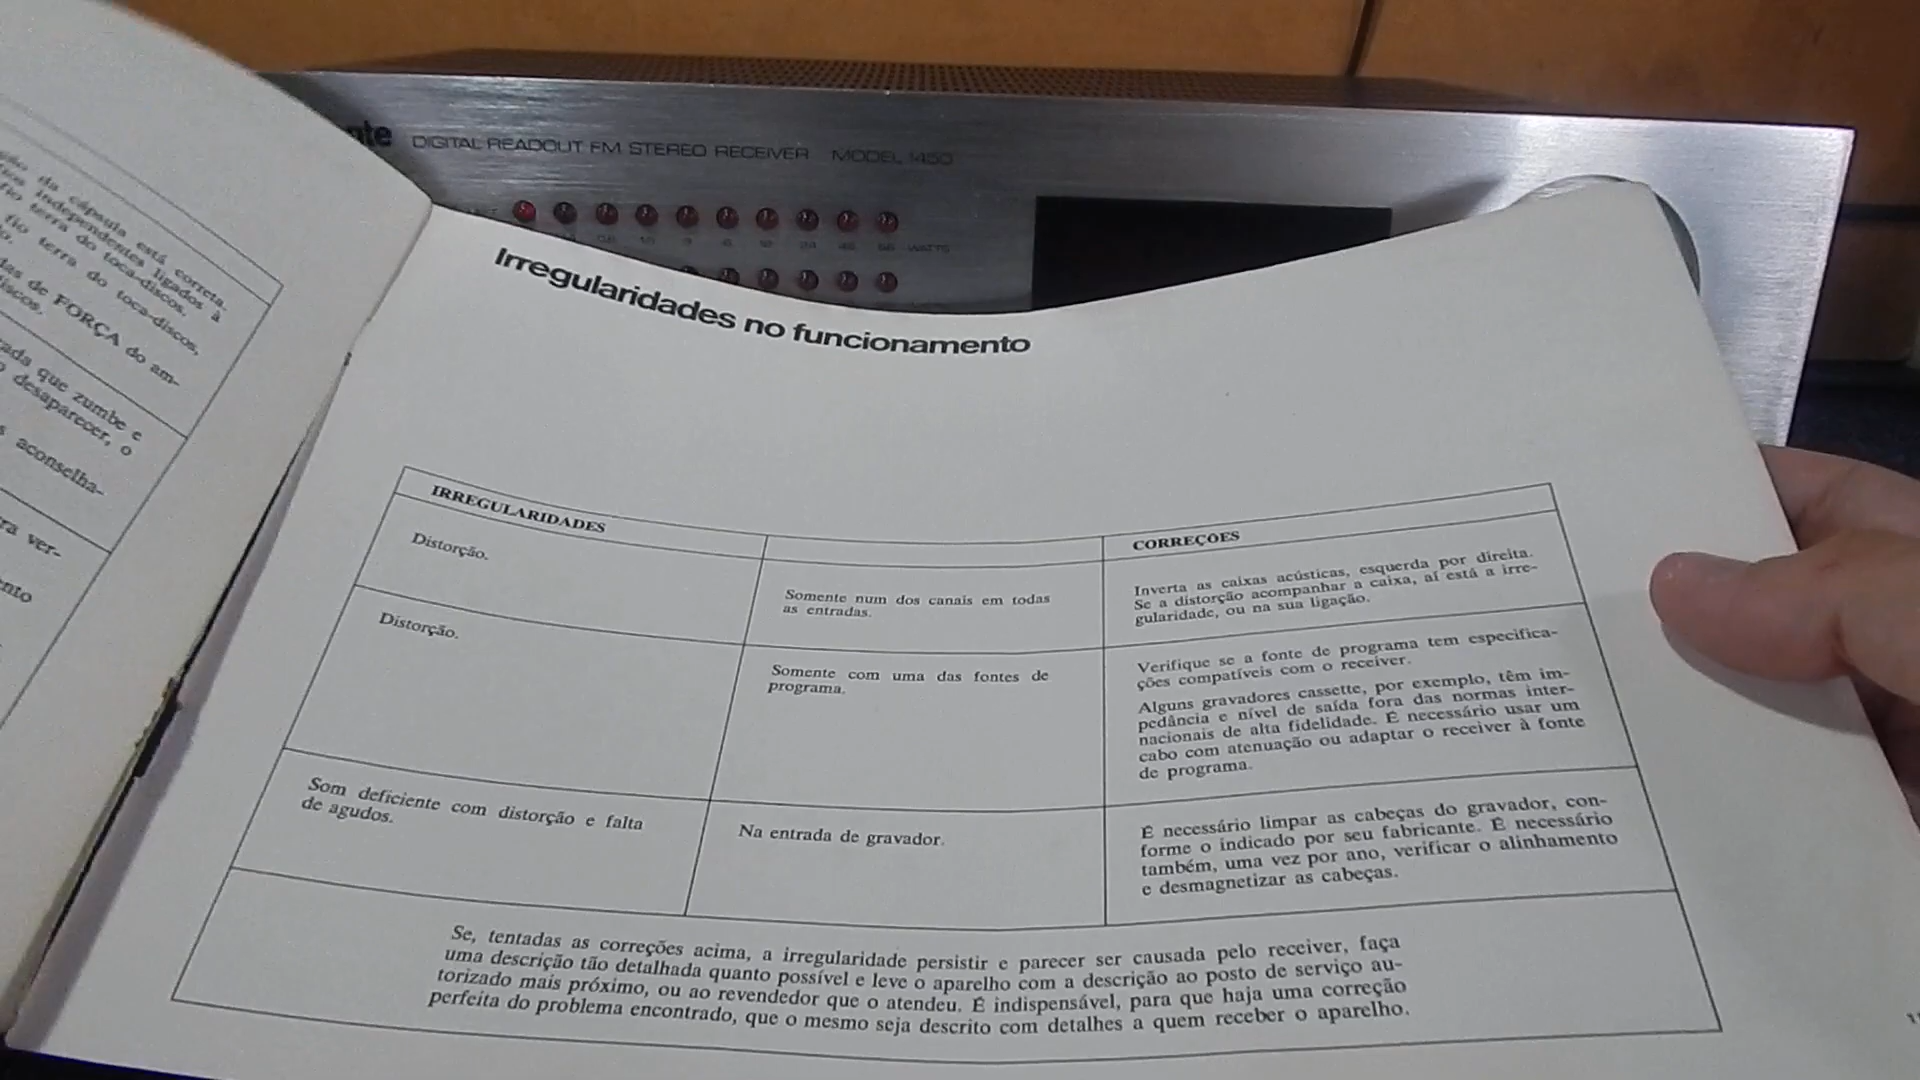 DIGITAL READOUT FM STEREO RECEIVER MODEL 1450
WATTS
ção da cápsula está correta.
fios independentes ligados à
fio terra do toca-discos.
fio terra do toca-discos,
das de FORÇA do am-
discos.
que zumbe e
desaparecer, o
aconselha-
ver-
Irregularidades no funcionamento
IRREGULARIDADES
CORREÇÕES
Distorção.
Somente num dos canais em todas
as entradas.
Inverta as caixas acústicas, esquerda por direita.
Se a distorção acompanhar a caixa, aí está a irre-
gularidade, ou na sua ligação.
Distorção.
Somente com uma das fontes de
programa.
Verifique se a fonte de programa tem especifica-
ções compatíveis com o receiver.
Alguns gravadores cassette, por exemplo, têm im-
pedância e nível de saída fora das normas inter-
nacionais de alta fidelidade. É necessário usar um
cabo com atenuação ou adaptar o receiver à fonte
de programa.
Som deficiente com distorção e falta
de agudos.
Na entrada de gravador.
É necessário limpar as cabeças do gravador, con-
forme o indicado por seu fabricante. É necessário
também, uma vez por ano, verificar o alinhamento
e desmagnetizar as cabeças.
Se, tentadas as correções acima, a irregularidade persistir e parecer ser causada pelo receiver, faça
uma descrição tão detalhada quanto possível e leve o aparelho com a descrição ao posto de serviço au-
torizado mais próximo, ou ao revendedor que o atendeu. É indispensável, para que haja uma correção
perfeita do problema encontrado, que o mesmo seja descrito com detalhes a quem receber o aparelho.